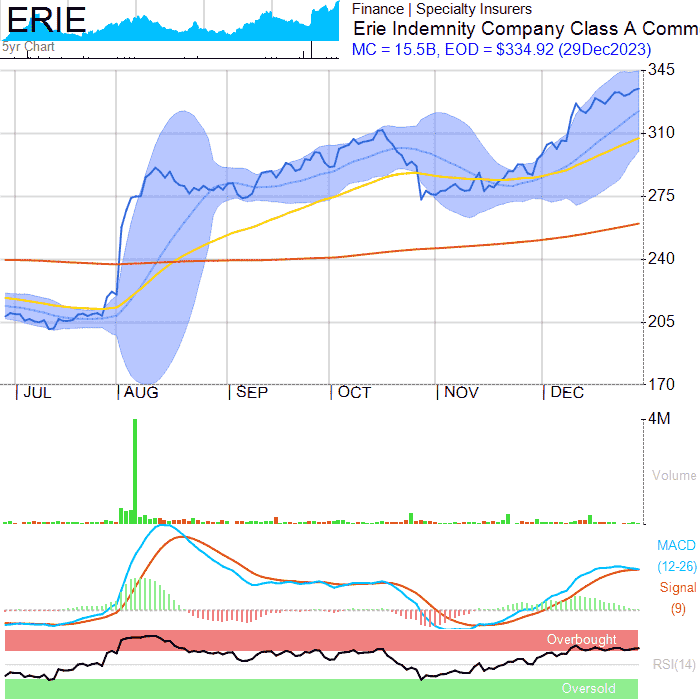 ERIE
5yr Chart
Finance | Specialty Insurers
Erie Indemnity Company Class A Comm
MC = 15.5B, EOD = $334.92 (29Dec2023)
345
310
275
240
205
170
| JUL | AUG | SEP | OCT | NOV | DEC
4M
Volume
MACD
(12-26)
Signal
(9)
Overbought
RSI(14)
Oversold